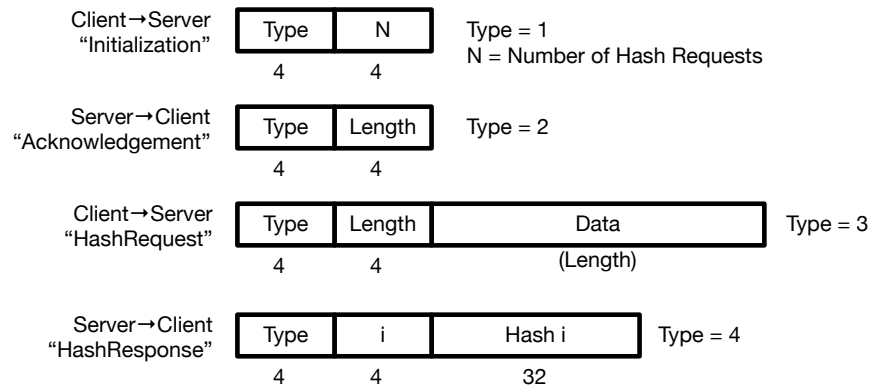 Client→Server
“Initialization”
Type N
Type = 1
N = Number of Hash Requests
4 4
Server→Client
“Acknowledgement”
Type Length
Type = 2
4 4
Client→Server
“HashRequest”
Type Length Data
Type = 3
4 4 (Length)
Server→Client
“HashResponse”
Type i Hash i
Type = 4
4 4 32